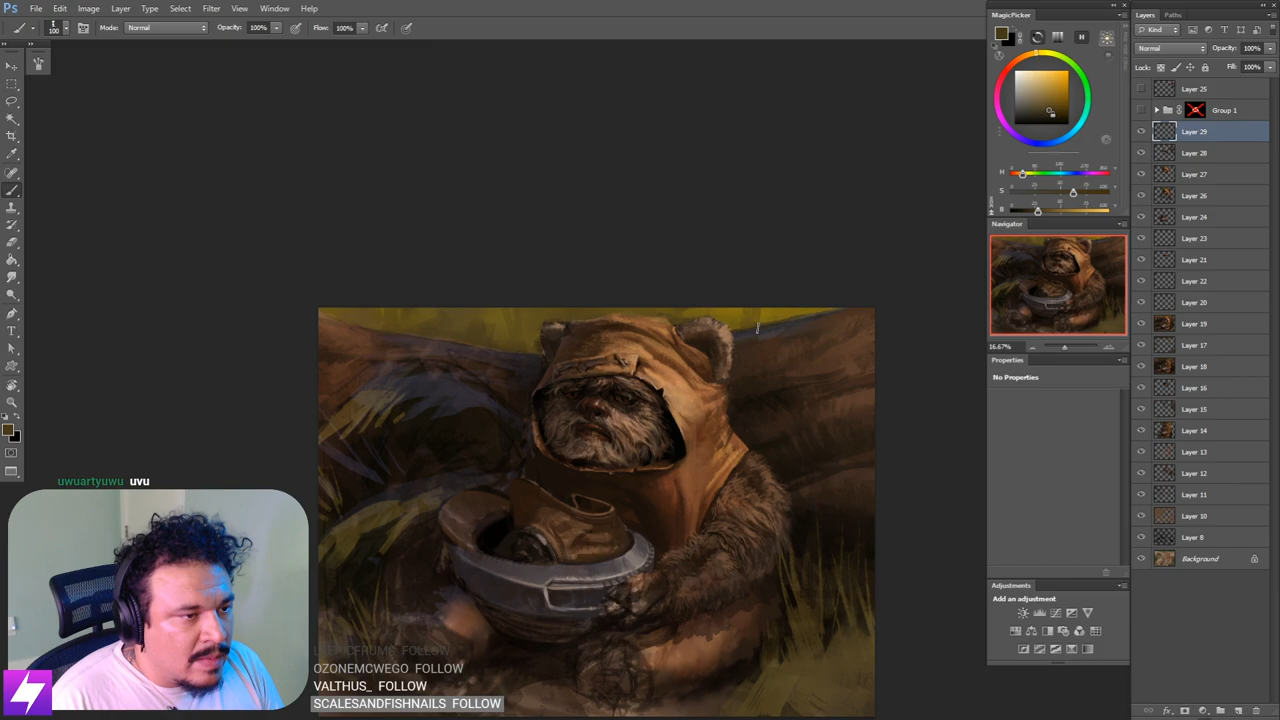 Ps File Edit Image Layer Type Select Filter View Window Help
100 Mode: Normal Opacity: 100% Flow: 100%
MagicPicker
H
H
S
B
Navigator
16.67%
Properties
No Properties
Adjustments
Add an adjustment
Layers Paths
Kind
Normal Opacity: 100%
Lock: Fill: 100%
Layer 25
Group 1
Layer 29
Layer 28
Layer 27
Layer 26
Layer 24
Layer 23
Layer 21
Layer 22
Layer 20
Layer 19
Layer 17
Layer 18
Layer 16
Layer 15
Layer 14
Layer 13
Layer 12
Layer 11
Layer 10
Layer 8
Background
uwuartyuwu uvu
FOLLOW
OZONEMCWEGO FOLLOW
VALTHUS_ FOLLOW
SCALESANDFISHNAILS FOLLOW